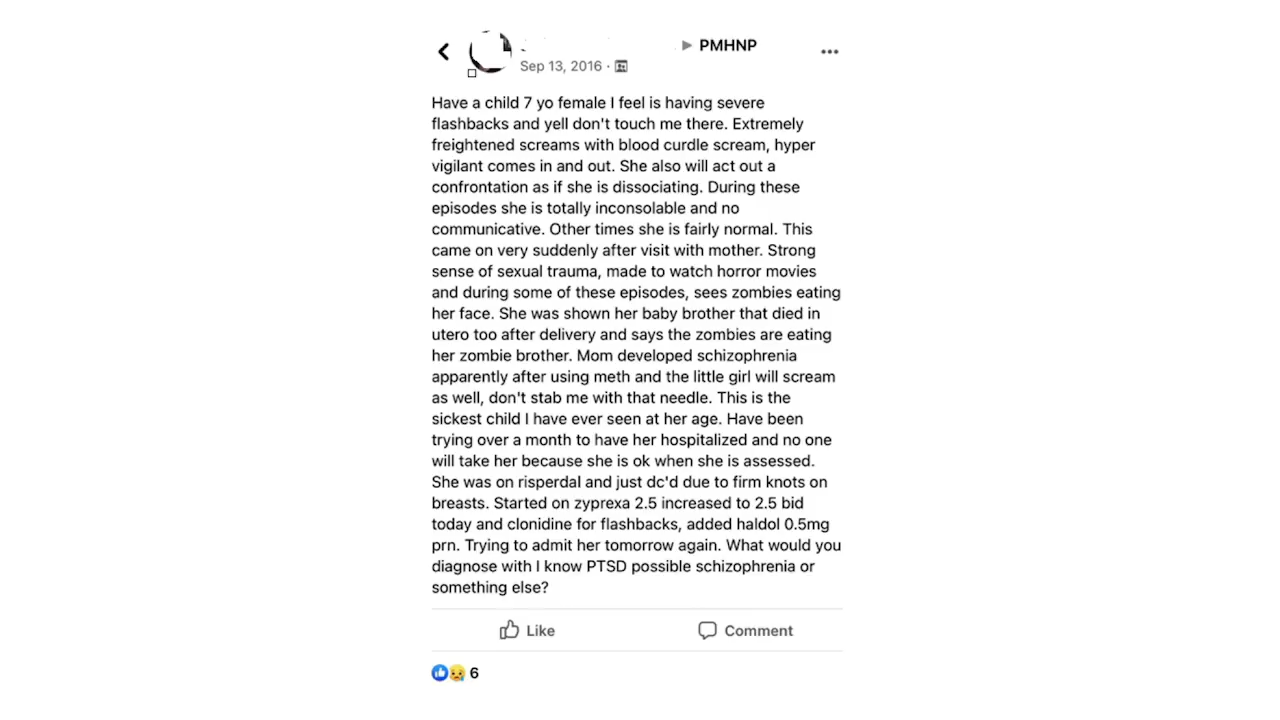 PMHNP
Sep 13, 2016 ·
Have a child 7 yo female I feel is having severe
flashbacks and yell don't touch me there. Extremely
freightened screams with blood curdle scream, hyper
vigilant comes in and out. She also will act out a
confrontation as if she is dissociating. During these
episodes she is totally inconsolable and no
communicative. Other times she is fairly normal. This
came on very suddenly after visit with mother. Strong
sense of sexual trauma, made to watch horror movies
and during some of these episodes, sees zombies eating
her face. She was shown her baby brother that died in
utero too after delivery and says the zombies are eating
her zombie brother. Mom developed schizophrenia
apparently after using meth and the little girl will scream
as well, don't stab me with that needle. This is the
sickest child I have ever seen at her age. Have been
trying over a month to have her hospitalized and no one
will take her because she is ok when she is assessed.
She was on risperdal and just dc'd due to firm knots on
breasts. Started on zyprexa 2.5 increased to 2.5 bid
today and clonidine for flashbacks, added haldol 0.5mg
prn. Trying to admit her tomorrow again. What would you
diagnose with I know PTSD possible schizophrenia or
something else?
Like
Comment
6